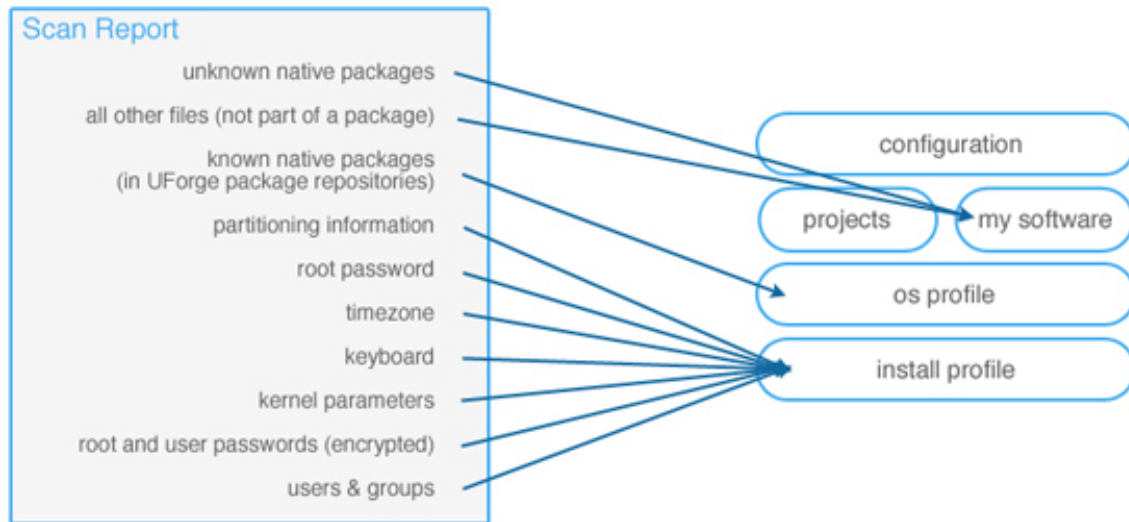 Scan Report
unknown native packages
all other files (not part of a package)
known native packages
(in UForge package repositories)
partitioning information
root password
timezone
keyboard
kernel parameters
root and user passwords (encrypted)
users & groups
configuration
projects
my software
os profile
install profile